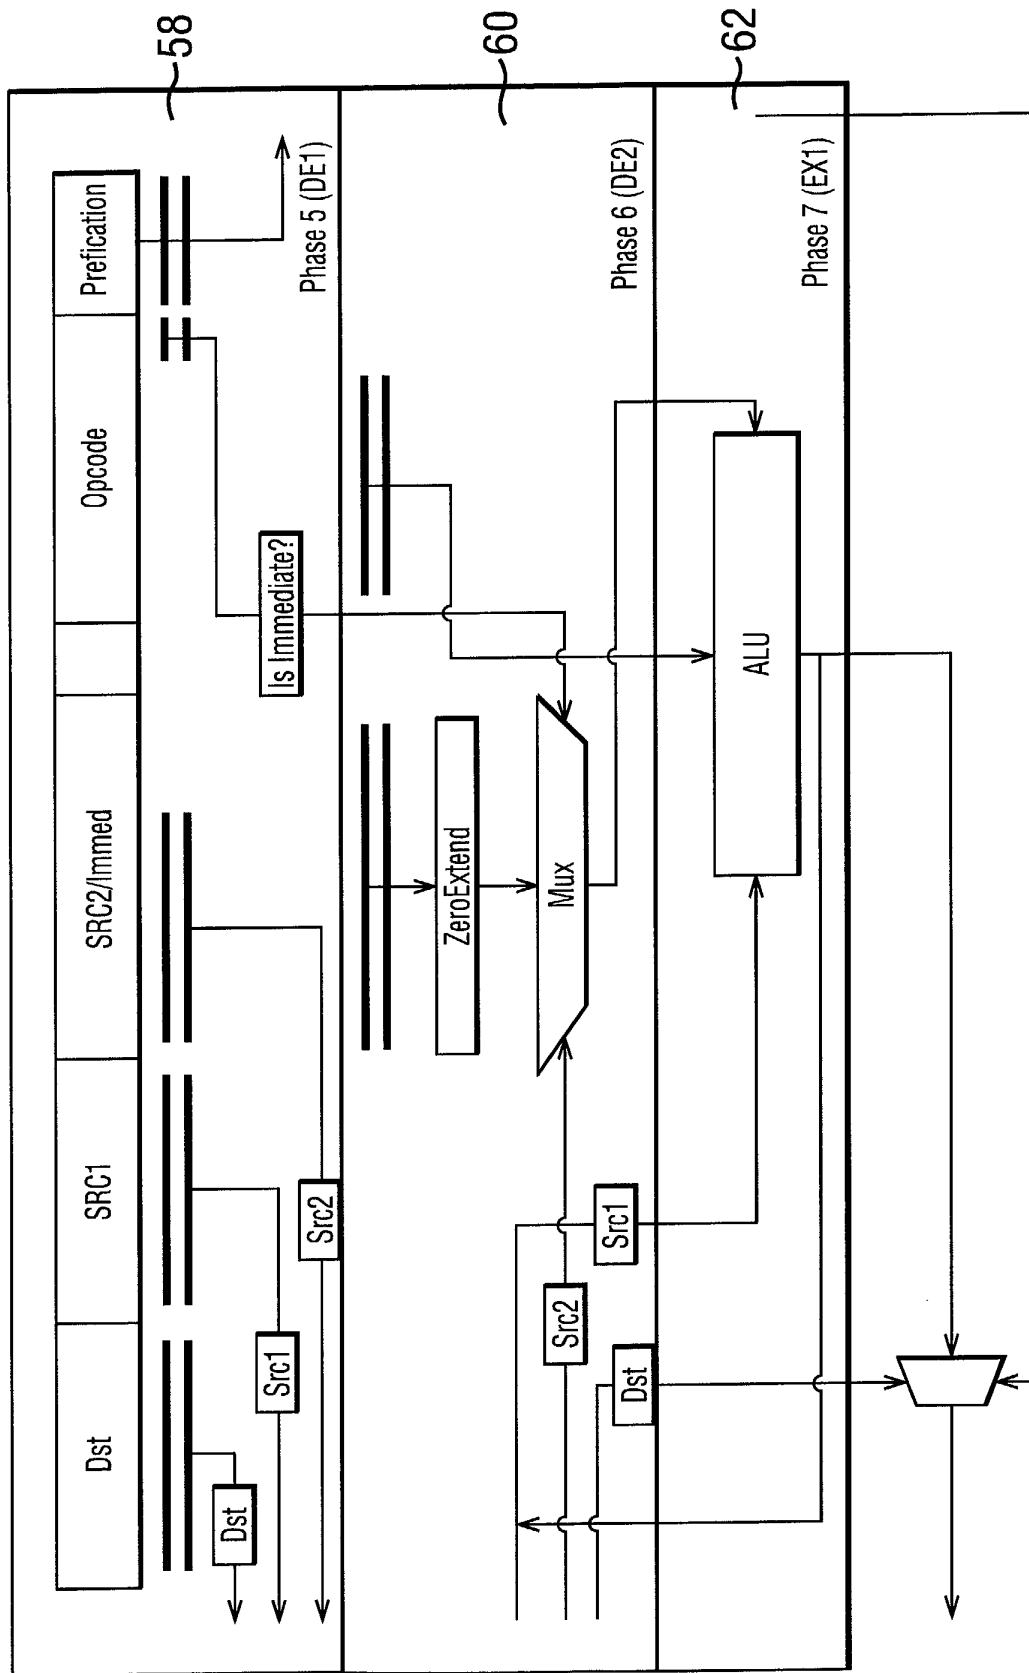 58
Dst
SRC1
SRC2/Immed
Opcode
Prefication
Is Immediate?
Dst
Src1
Src2
Phase 5 (DE1)
60
ZeroExtend
Mux
Src2
Src1
Dst
Phase 6 (DE2)
62
ALU
Phase 7 (EX1)